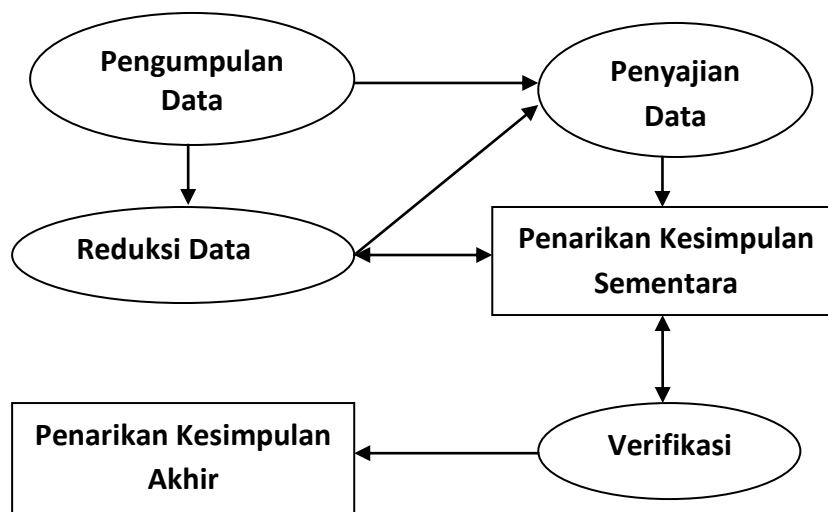 Pengumpulan
Data
Penyajian
Data
Reduksi Data
Penarikan Kesimpulan
Sementara
Penarikan Kesimpulan
Akhir
Verifikasi